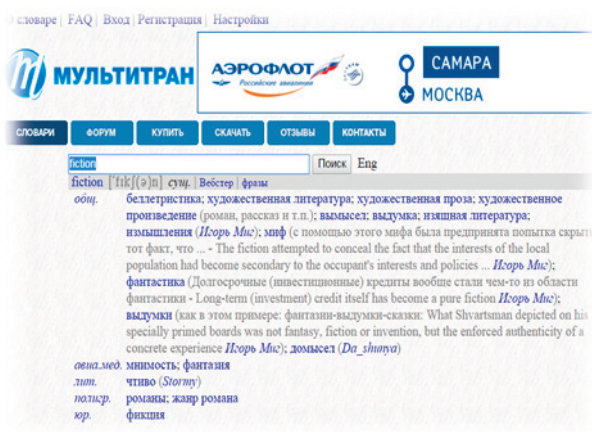 О словаре | FAQ | Вход | Регистрация | Настройки
МУЛЬТИТРАН
АЭРОФЛОТ
Российские авиалинии
САМАРА
МОСКВА
СЛОВАРИ ФОРУМ КУПИТЬ СКАЧАТЬ ОТЗЫВЫ КОНТАКТЫ
fiction Поиск Eng
fiction ['fɪkʃ(ə)n] сущ. | Вебстер | фразы
общ. беллетристика; художественная литература; художественная проза; художественное
произведение (роман, рассказ и т.п.); вымысел; выдумка; изящная литература;
измышления (Игорь Миг); миф (с помощью этого мифа была предпринята попытка скрыть
тот факт, что ... - The fiction attempted to conceal the fact that the interests of the local
population had become secondary to the occupant's interests and policies ... Игорь Миг);
фантастика (Долгосрочные (инвестиционные) кредиты вообще стали чем-то из области
фантастики - Long-term (investment) credit itself has become a pure fiction Игорь Миг);
выдумки (как в этом примере: фантазии-выдумки-сказки: What Shvartsman depicted on his
specially primed boards was not fantasy, fiction or invention, but the enforced authenticity of a
concrete experience Игорь Миг); домысел (Da_shunya)
авиа.мед. мнимость; фантазия
лит. чтиво (Stormy)
полигр. романы; жанр романа
юр. фикция